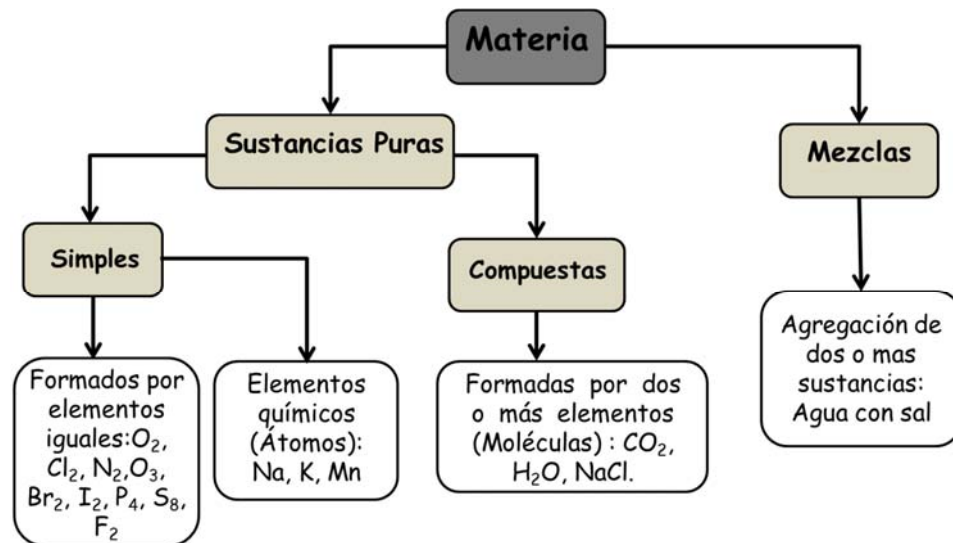 Materia
Sustancias Puras
Mezclas
Simples
Compuestas
Formados por
elementos
iguales:O₂,
Cl₂, N₂,O₃,
Br₂, I₂, P₄, S₈,
F₂
Elementos
químicos
(Átomos):
Na, K, Mn
Formadas por dos
o más elementos
(Moléculas) : CO₂,
H₂O, NaCl.
Agregación de
dos o mas
sustancias:
Agua con sal